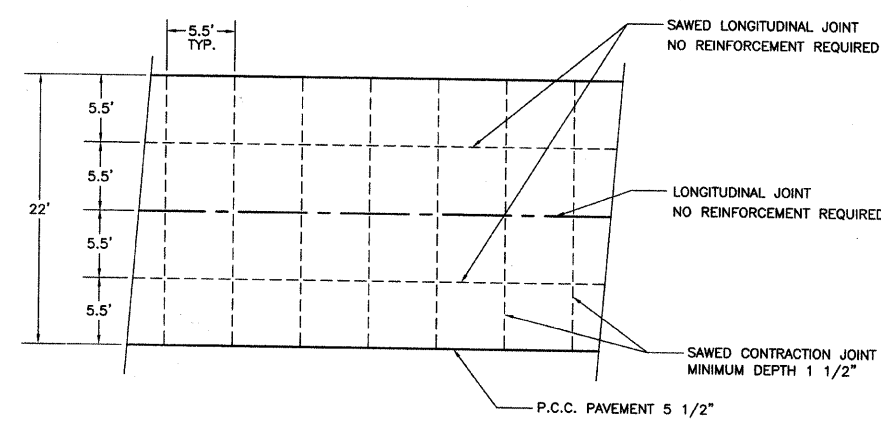 5.5'
TYP.
SAWED LONGITUDINAL JOINT
NO REINFORCEMENT REQUIRED
5.5'
5.5'
22'
LONGITUDINAL JOINT
NO REINFORCEMENT REQUIRED
5.5'
5.5'
SAWED CONTRACTION JOINT
MINIMUM DEPTH 1 1/2"
P.C.C. PAVEMENT 5 1/2"